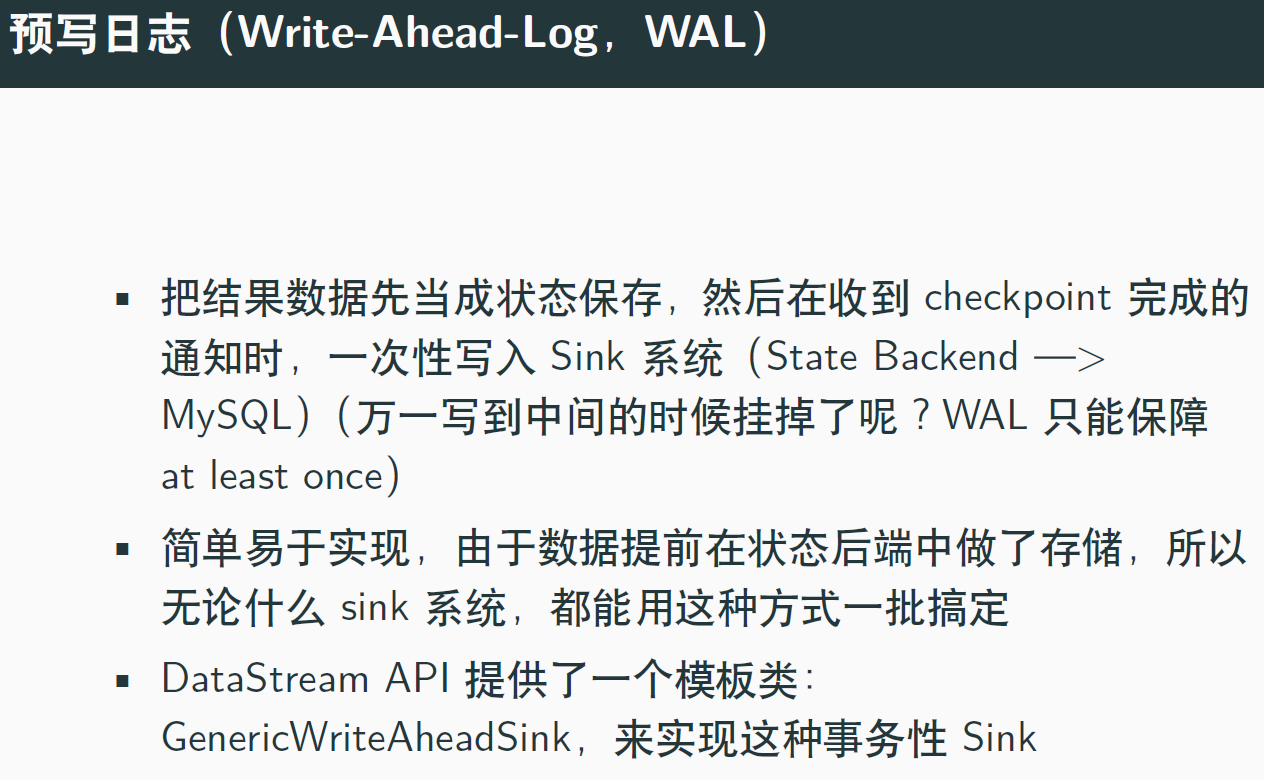 预写日志（Write-Ahead-Log，WAL）
▪ 把结果数据先当成状态保存，然后在收到 checkpoint 完成的
通知时，一次性写入 Sink 系统（State Backend —>
MySQL）（万一写到中间的时候挂掉了呢？WAL 只能保障
at least once）
▪ 简单易于实现，由于数据提前在状态后端中做了存储，所以
无论什么 sink 系统，都能用这种方式一批搞定
▪ DataStream API 提供了一个模板类：
GenericWriteAheadSink，来实现这种事务性 Sink